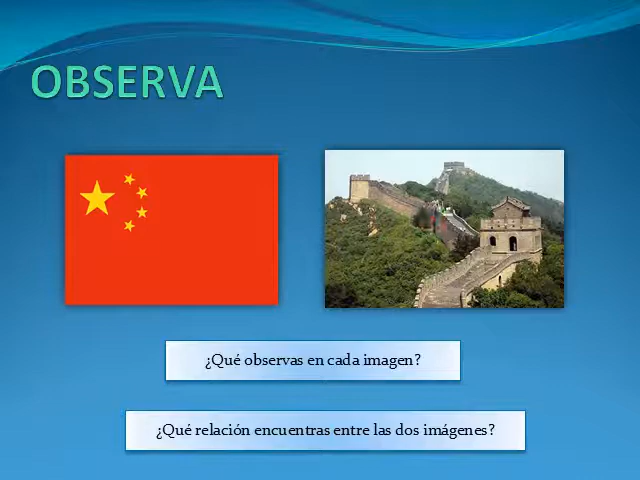 OBSERVA
¿Qué observas en cada imagen?
¿Qué relación encuentras entre las dos imágenes?